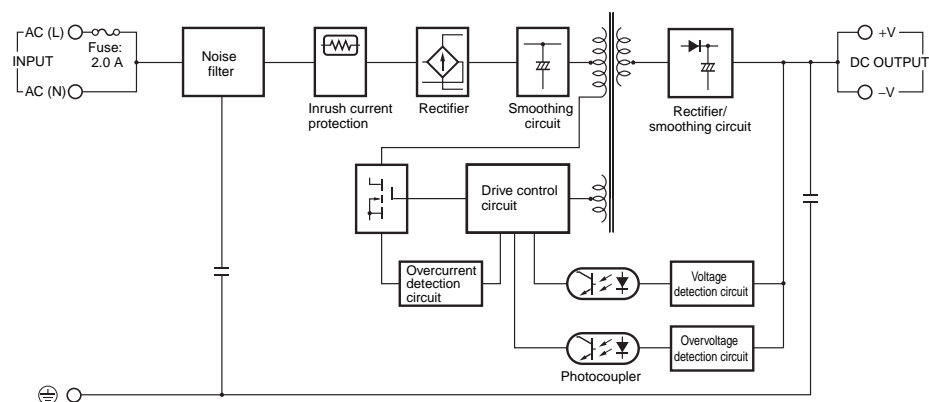 AC (L)
Fuse:
2.0 A
INPUT
AC (N)
Noise
filter
Inrush current
protection
Rectifier
Smoothing
circuit
Rectifier/
smoothing circuit
+V
DC OUTPUT
–V
Drive control
circuit
Overcurrent
detection
circuit
Voltage
detection circuit
Overvoltage
detection circuit
Photocoupler